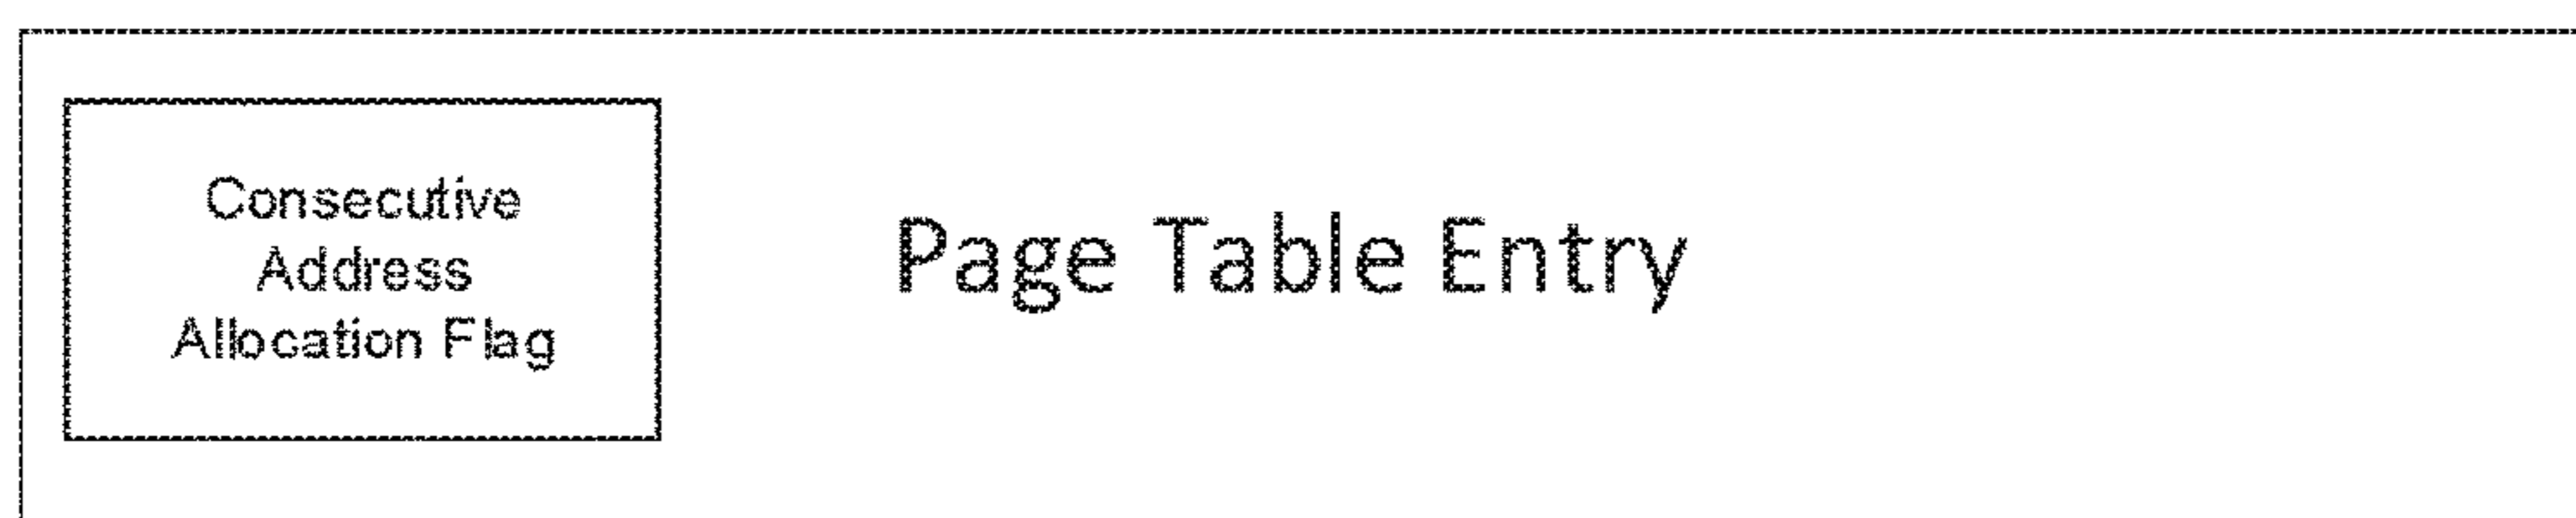 Consecutive
Address
Allocation Flag
Page Table Entry